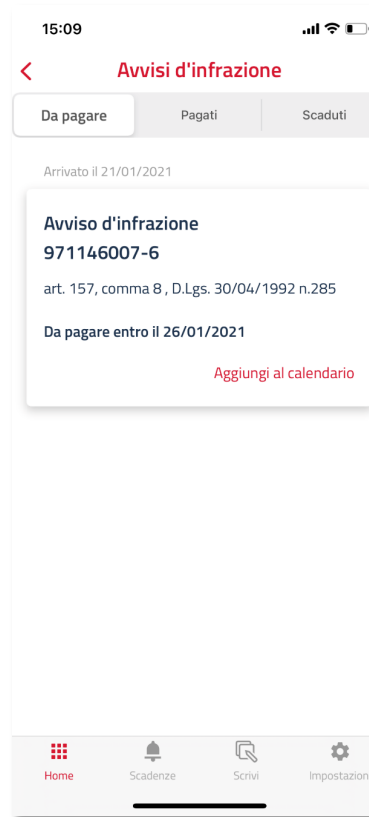 15:09
Avvisi d'infrazione
Da pagare
Pagati
Scaduti
Arrivato il 21/01/2021
Avviso d'infrazione
971146007-6
art. 157, comma 8 , D.Lgs. 30/04/1992 n.285
Da pagare entro il 26/01/2021
Aggiungi al calendario
Home
Scadenze
Scrivi
Impostazion